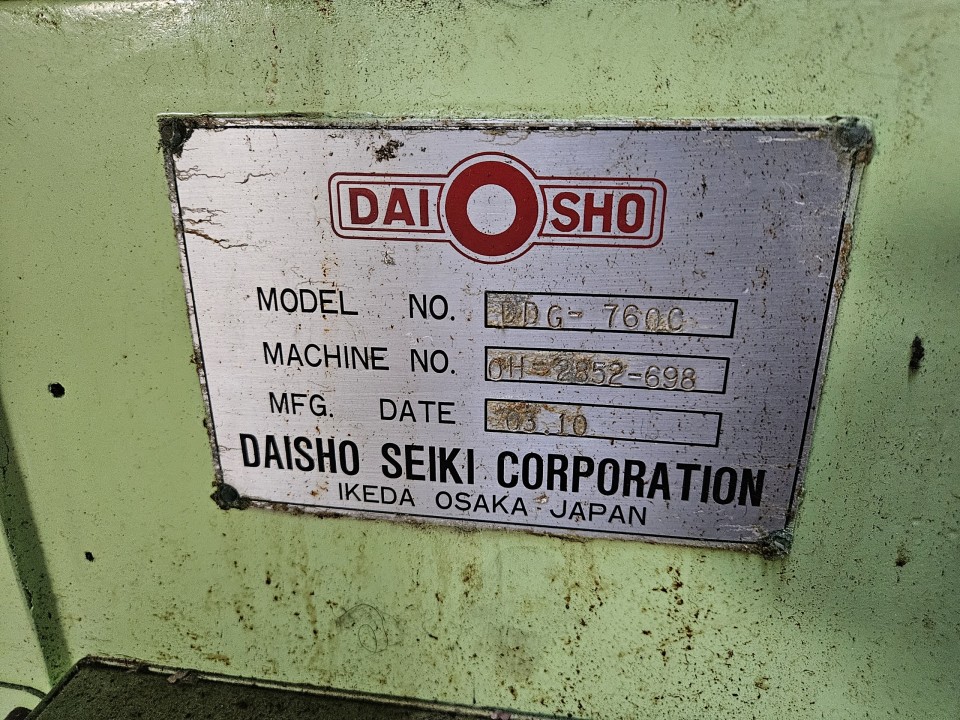 DAI SHO
MODEL NO. DDG-760C
MACHINE NO. OH-2852-698
MFG. DATE 03.10
DAISHO SEIKI CORPORATION
IKEDA OSAKA JAPAN